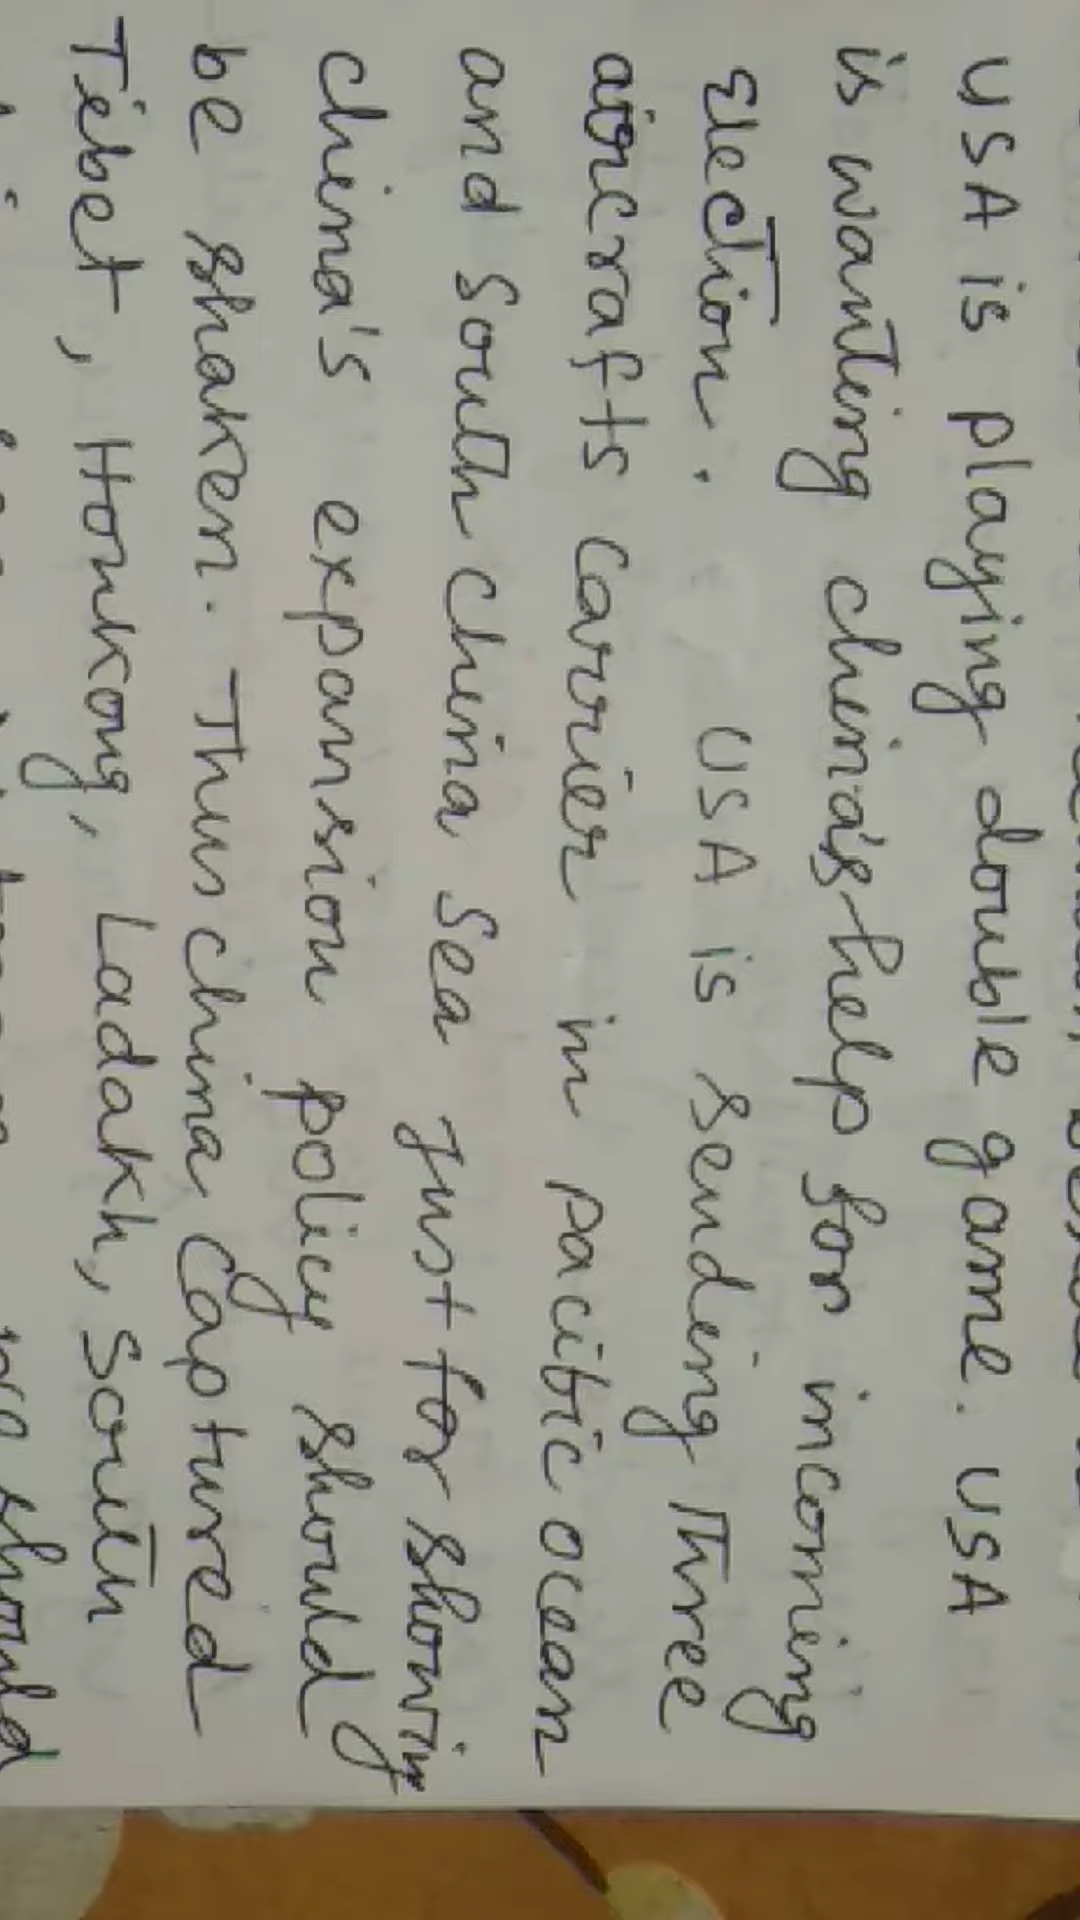 USA is playing double game. USA
is wanting china's help for incoming
Election. USA is sending Three
aircrafts carrier in pacific ocean
and South China Sea just for showing
china's expansion policy should
be shaken. Thus china captured
Tibet, Honkong, Ladakh, South
we should